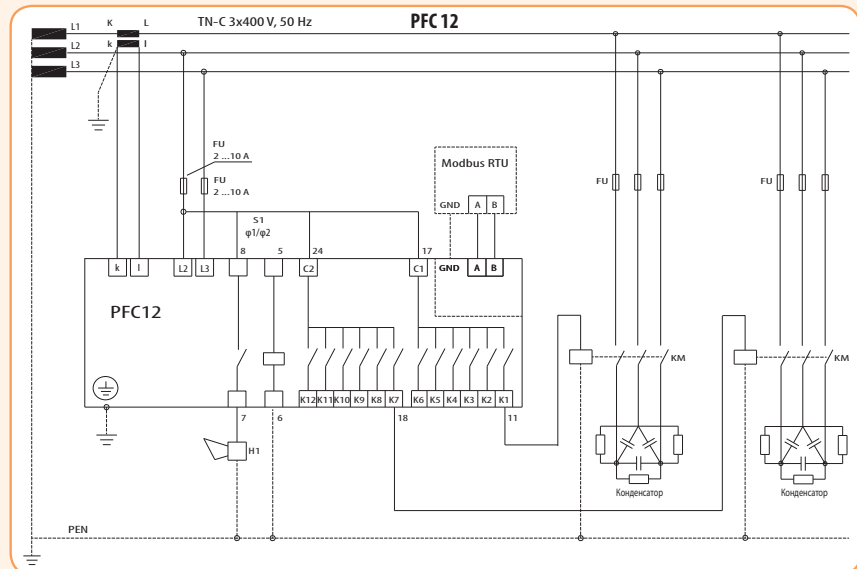 PFC 12
TN-C 3x400 V, 50 Hz
L1
K
L
L2
k
l
L3
FU
2 ...10 A
FU
2 ...10 A
Modbus RTU
GND
A
B
FU
FU
S1
φ1/φ2
8
5
24
17
k
l
L2
L3
C2
C1
GND
A
B
PFC12
KM
KM
K12
K11
K10
K9
K8
K7
K6
K5
K4
K3
K2
K1
7
6
18
11
H1
Конденсатор
Конденсатор
PEN